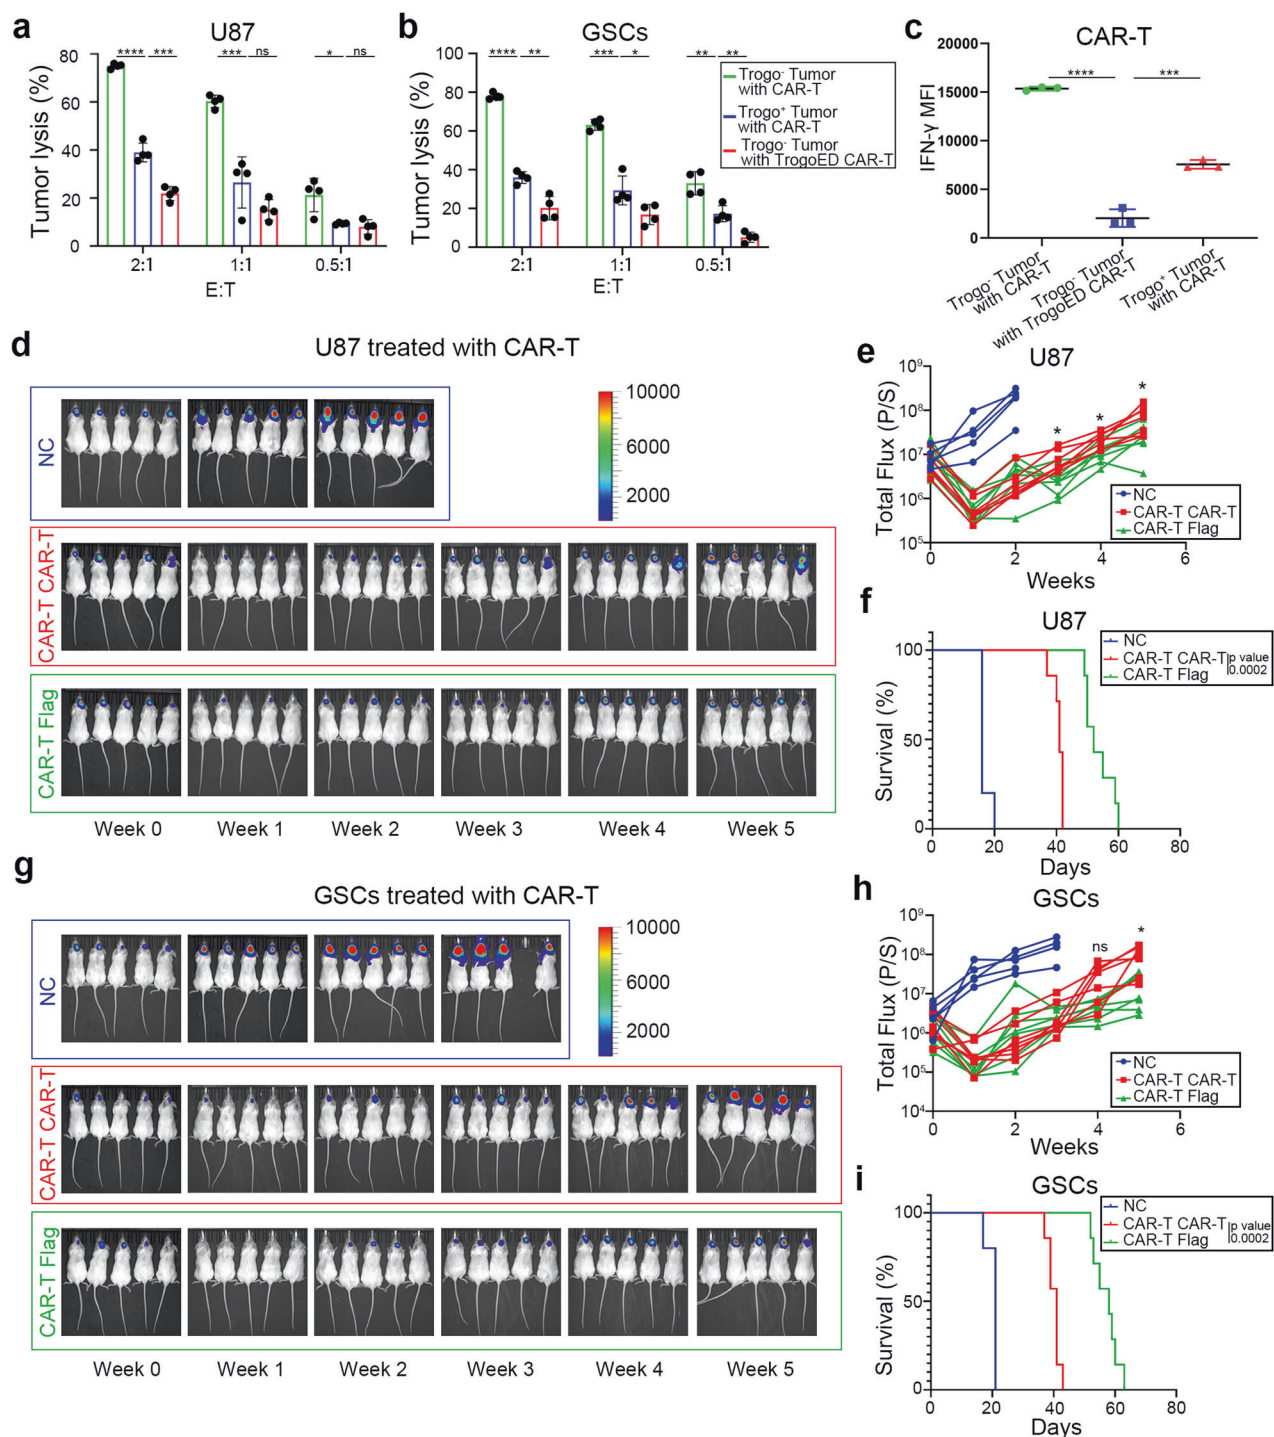 a
U87
Tumor lysis (%)
80
60
40
20
0
****
***
***
ns
*
ns
2:1
1:1
0.5:1
E:T
b
GSCs
Tumor lysis (%)
100
80
60
40
20
0
****
**
***
*
**
**
2:1
1:1
0.5:1
E:T
Trogo- Tumor
with CAR-T
Trogo+ Tumor
with CAR-T
Trogo- Tumor
with TrogoED CAR-T
c
CAR-T
IFN-γ MFI
20000
15000
10000
5000
0
****
***
Trogo- Tumor
with CAR-T
Trogo- Tumor
with TrogoED CAR-T
Trogo+ Tumor
with CAR-T
d
U87 treated with CAR-T
NC
10000
6000
2000
CAR-T CAR-T
CAR-T Flag
Week 0
Week 1
Week 2
Week 3
Week 4
Week 5
e
U87
Total Flux (P/S)
10⁹
10⁸
10⁷
10⁶
10⁵
*
*
*
NC
CAR-T CAR-T
CAR-T Flag
0
2
4
6
Weeks
f
U87
Survival (%)
100
50
0
NC
CAR-T CAR-T
CAR-T Flag
p value
0.0002
0
20
40
60
80
Days
g
GSCs treated with CAR-T
NC
10000
6000
2000
CAR-T CAR-T
CAR-T Flag
Week 0
Week 1
Week 2
Week 3
Week 4
Week 5
h
GSCs
Total Flux (P/S)
10⁹
10⁸
10⁷
10⁶
10⁵
10⁴
ns
*
NC
CAR-T CAR-T
CAR-T Flag
0
2
4
6
Weeks
i
GSCs
Survival (%)
100
50
0
NC
CAR-T CAR-T
CAR-T Flag
p value
0.0002
0
20
40
60
80
Days